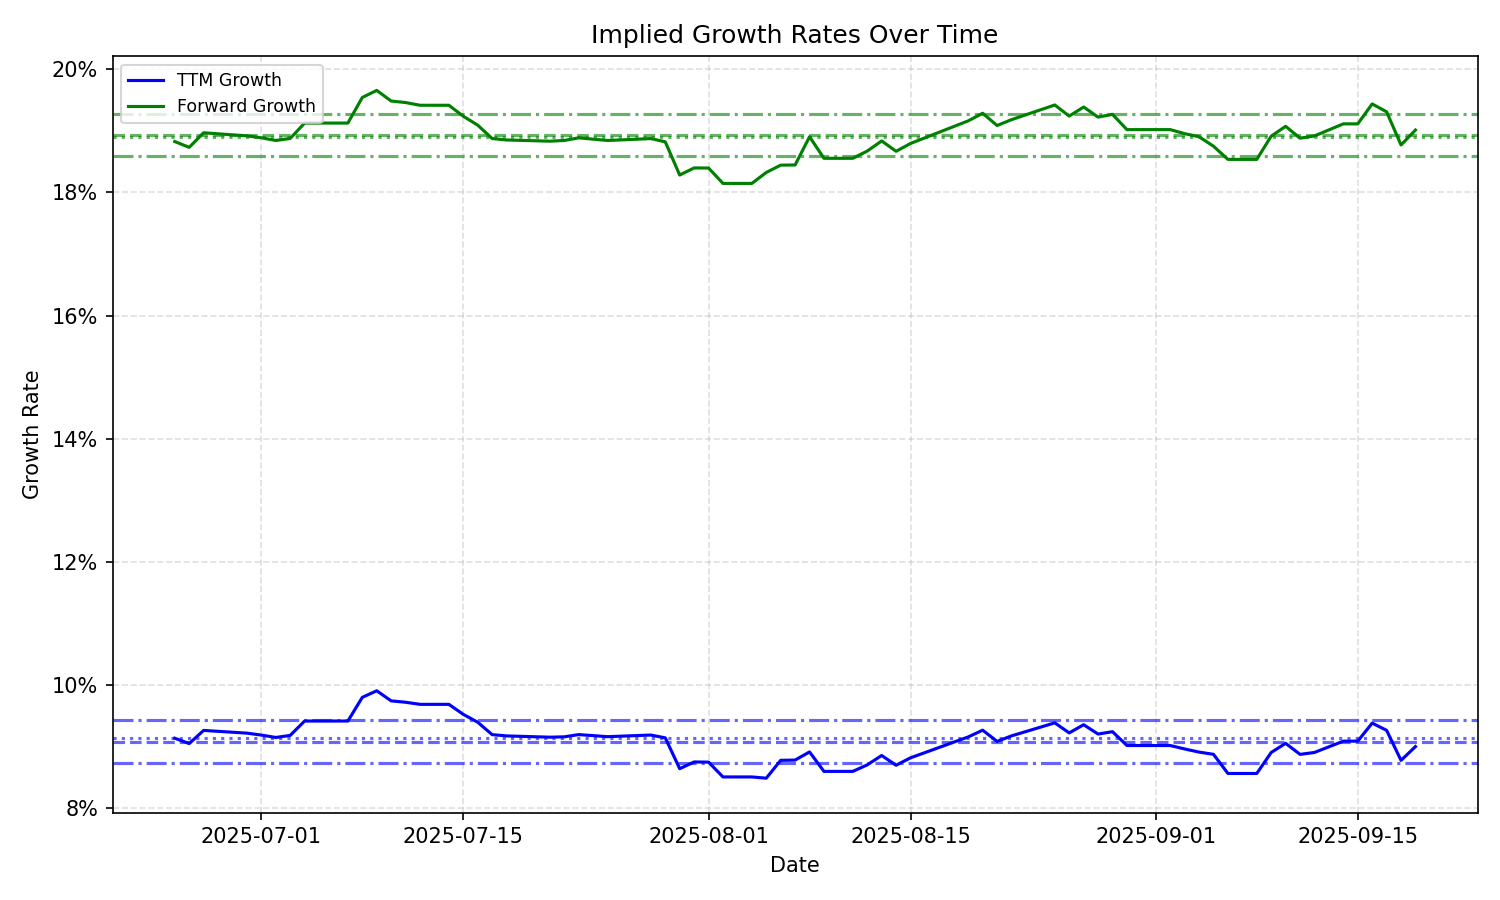 Implied Growth Rates Over Time
TTM Growth
Forward Growth
20%
18%
16%
14%
12%
10%
8%
Growth Rate
2025-07-01
2025-07-15
2025-08-01
2025-08-15
2025-09-01
2025-09-15
Date